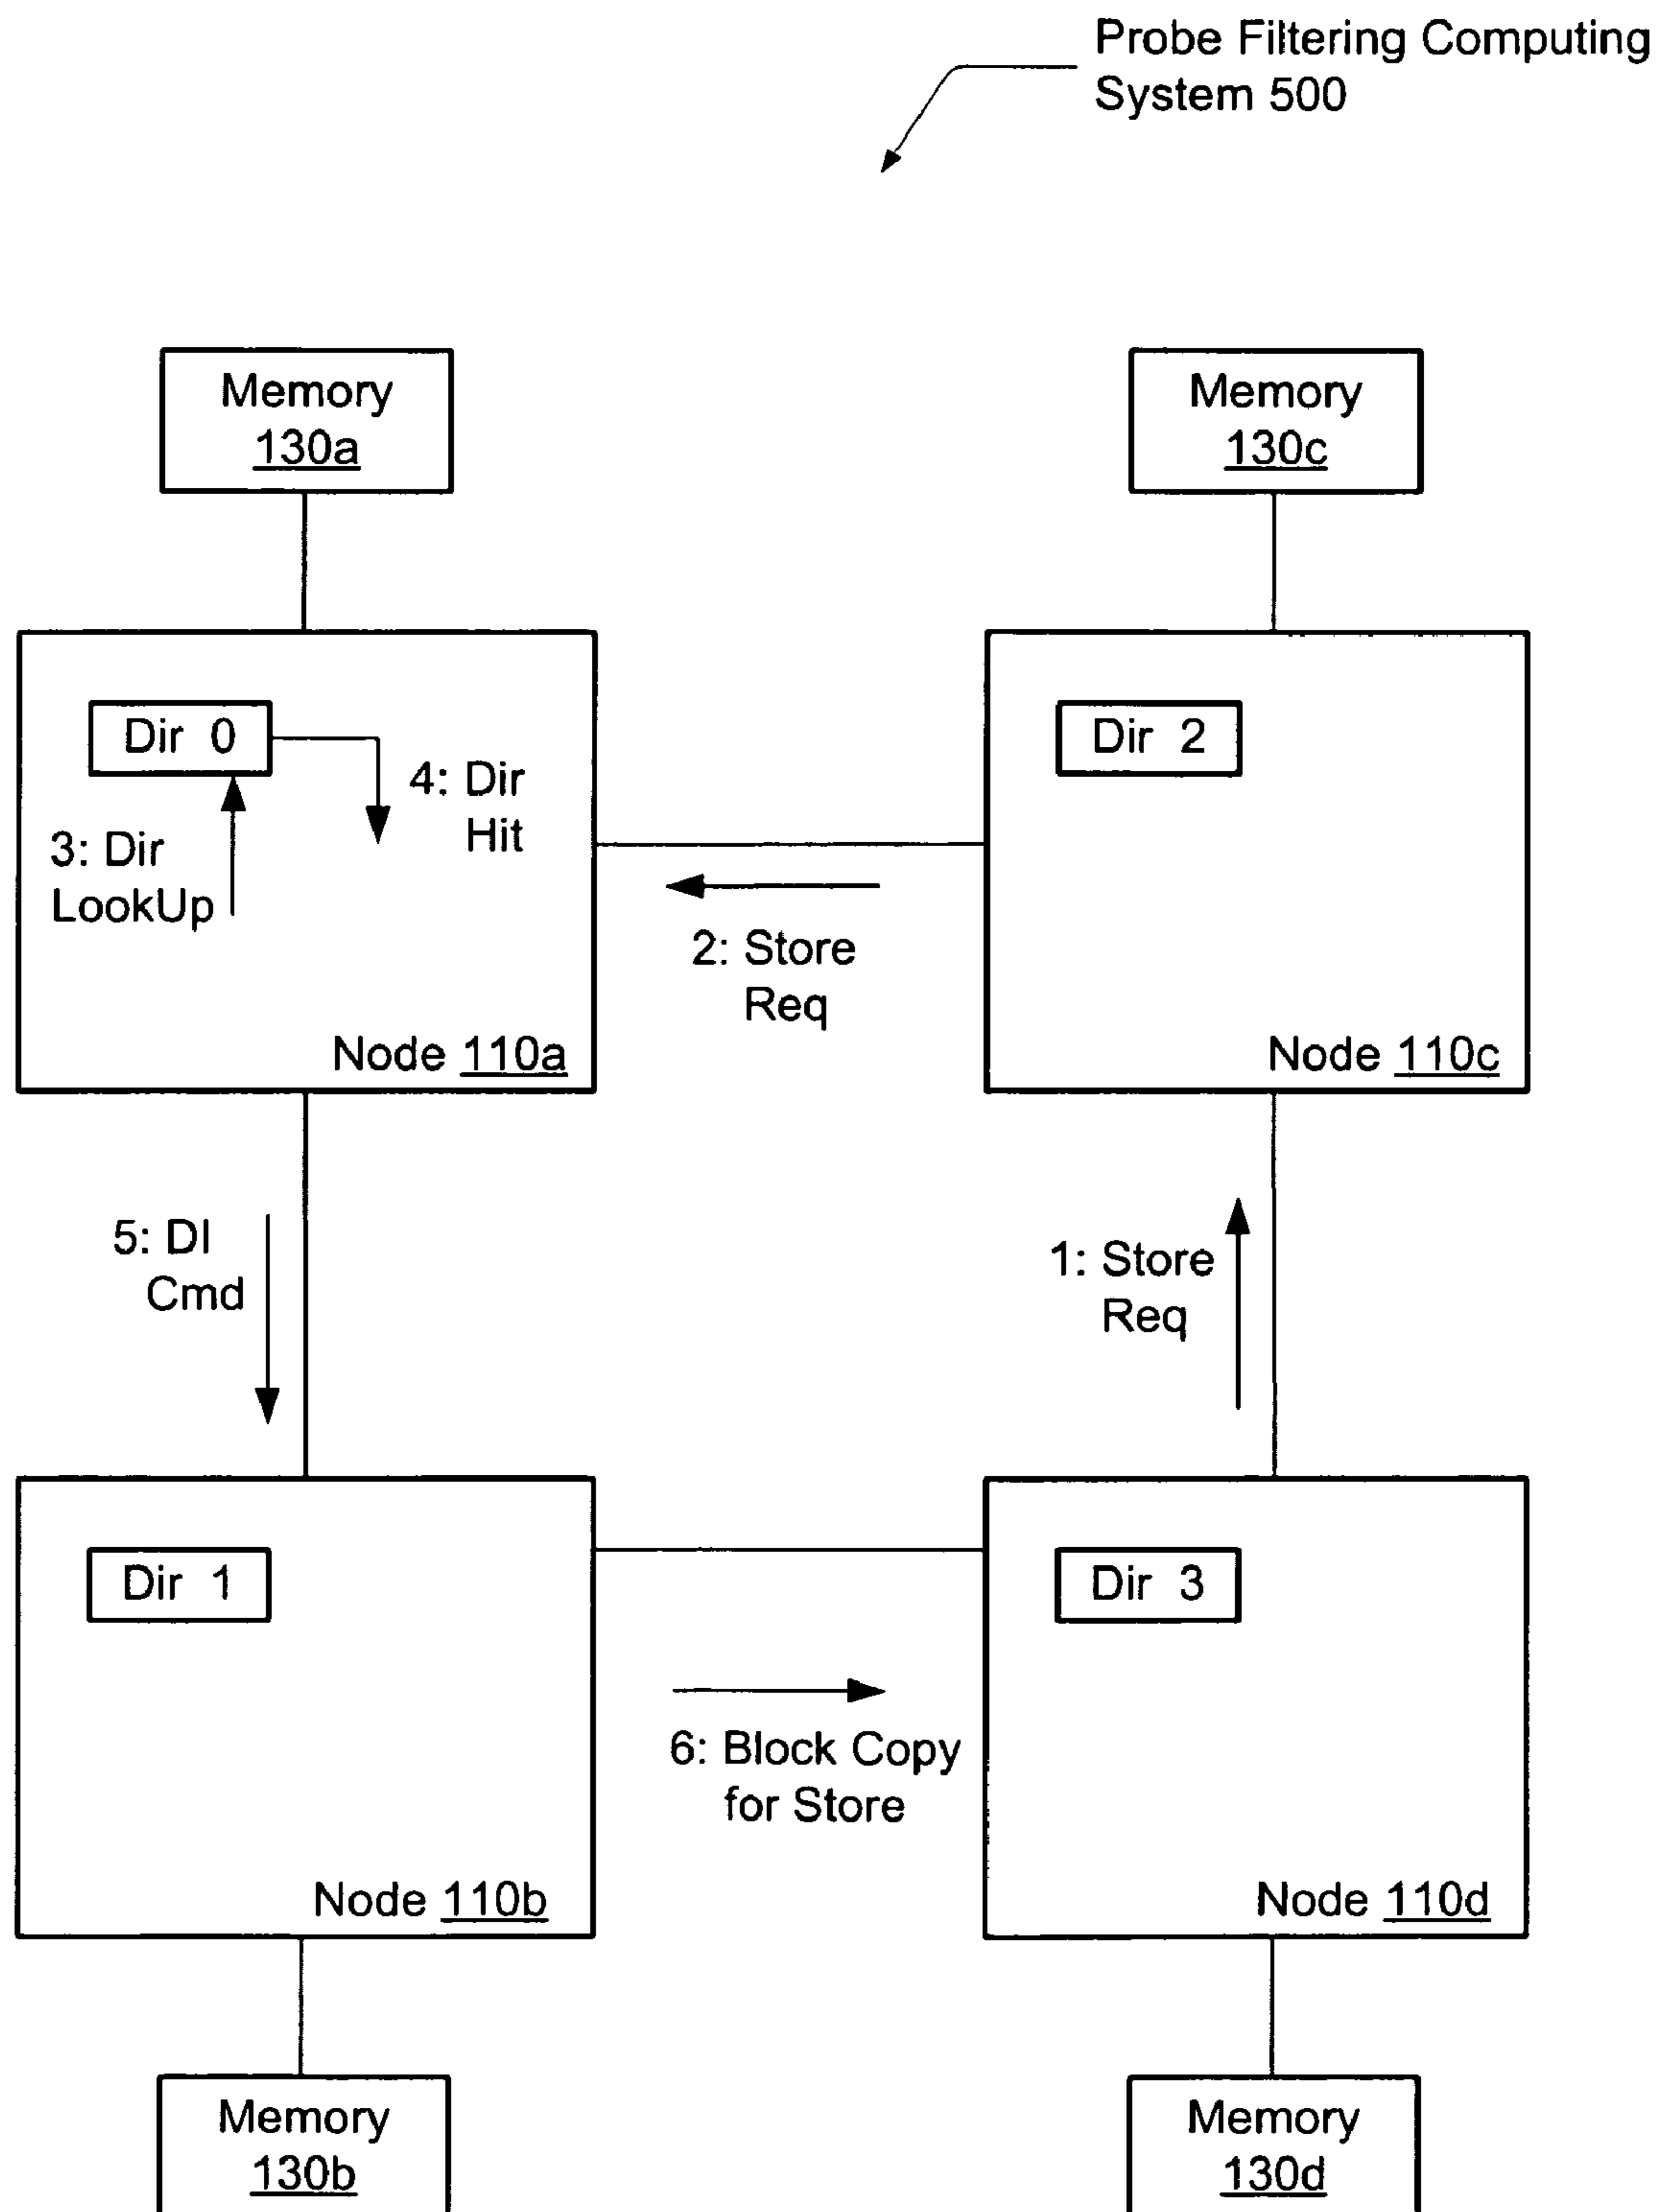 Probe Filtering Computing
System 500
Memory
130a
Memory
130c
Dir 0
4: Dir
Hit
3: Dir
LookUp
Node 110a
2: Store
Req
Dir 2
Node 110c
5: DI
Cmd
1: Store
Req
Dir 1
Node 110b
6: Block Copy
for Store
Dir 3
Node 110d
Memory
130b
Memory
130d